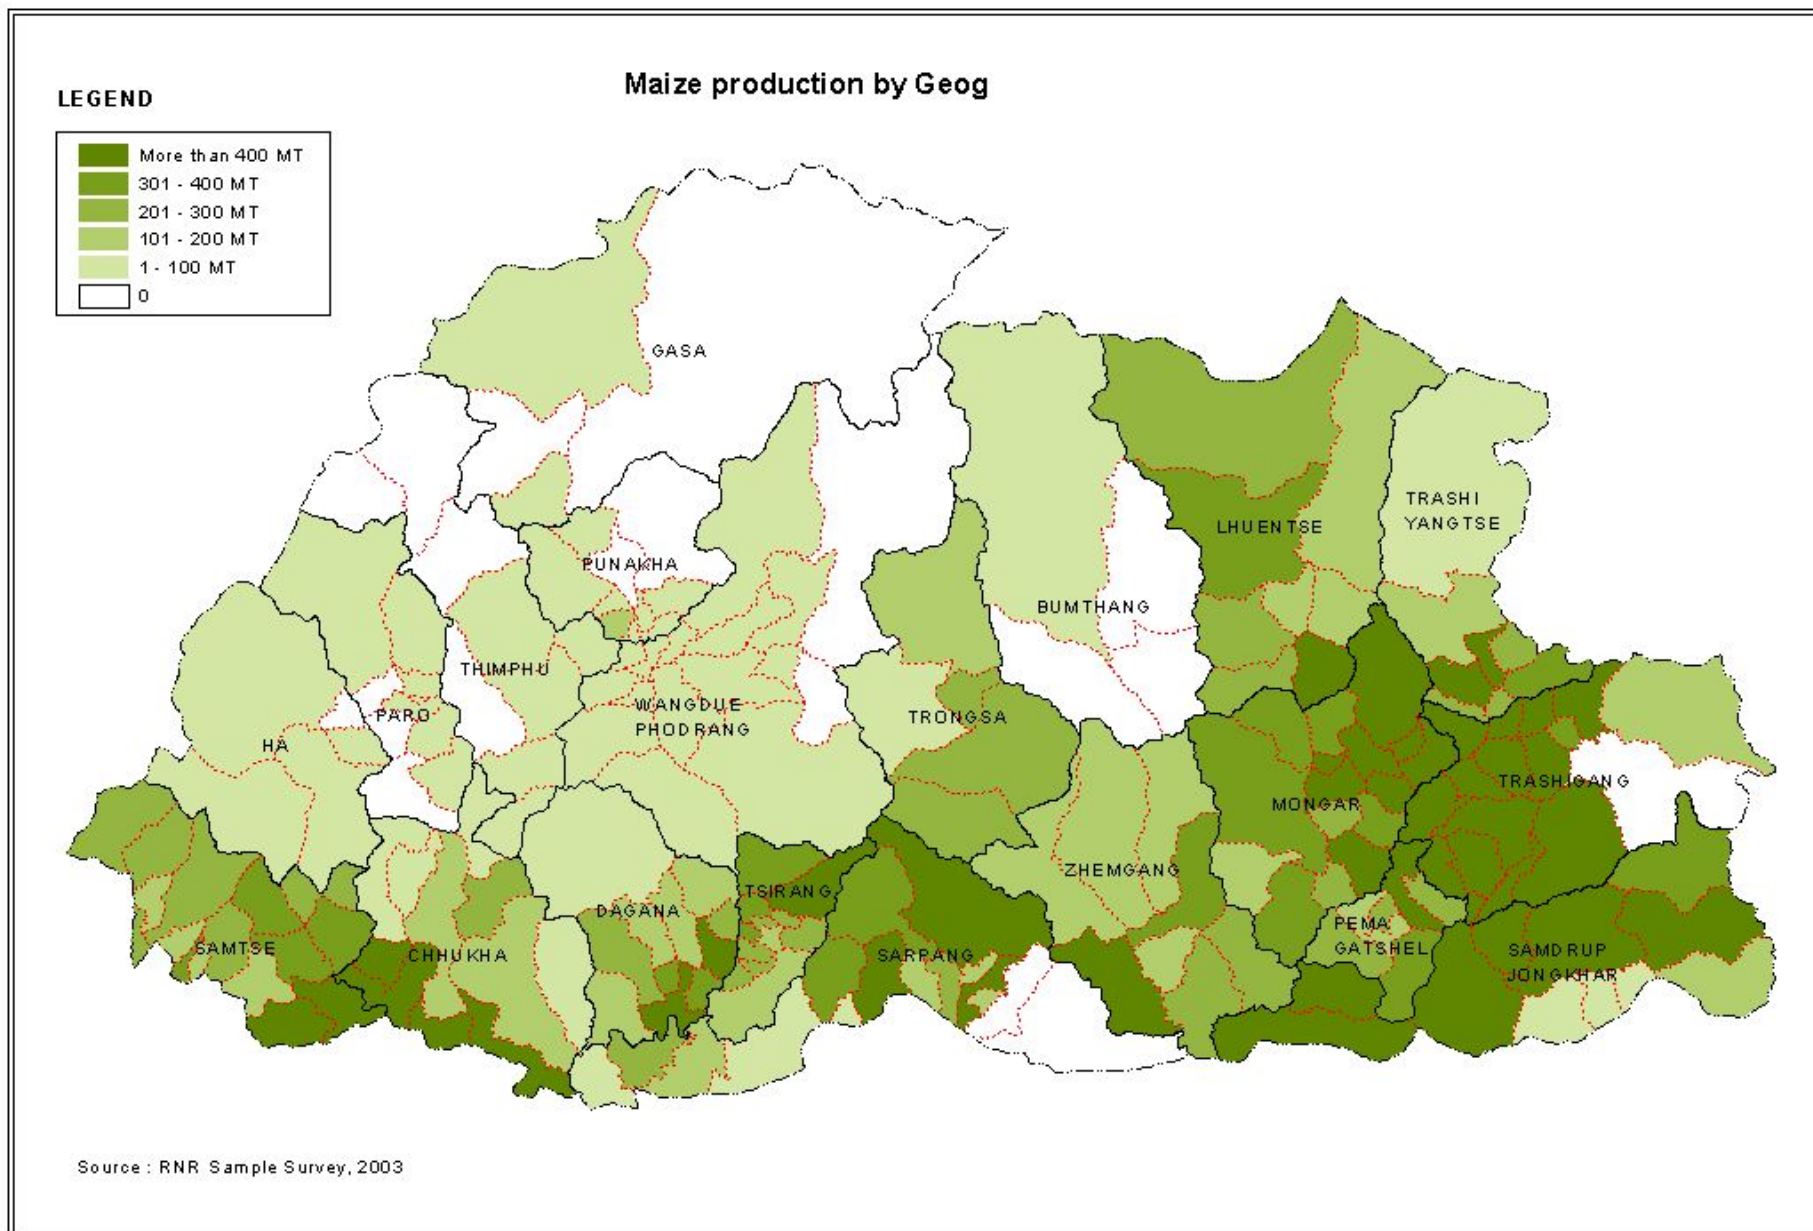 Maize production by Geog
LEGEND
More than 400 MT
301 - 400 MT
201 - 300 MT
101 - 200 MT
1 - 100 MT
0
GASA
LHUENTSE
TRASHI
YANGTSE
PUNAKHA
BUMTHANG
THIMPHU
PARO
HA
WANGDUE
PHODRANG
TRONGSA
TRASHIGANG
MONGAR
ZHEMGANG
TSIRANG
DAGANA
SAMTSE
CHHUKHA
SARPANG
PEMA
GATSHEL
SAMDRUP
JONGKHAR
Source : RNR Sample Survey, 2003